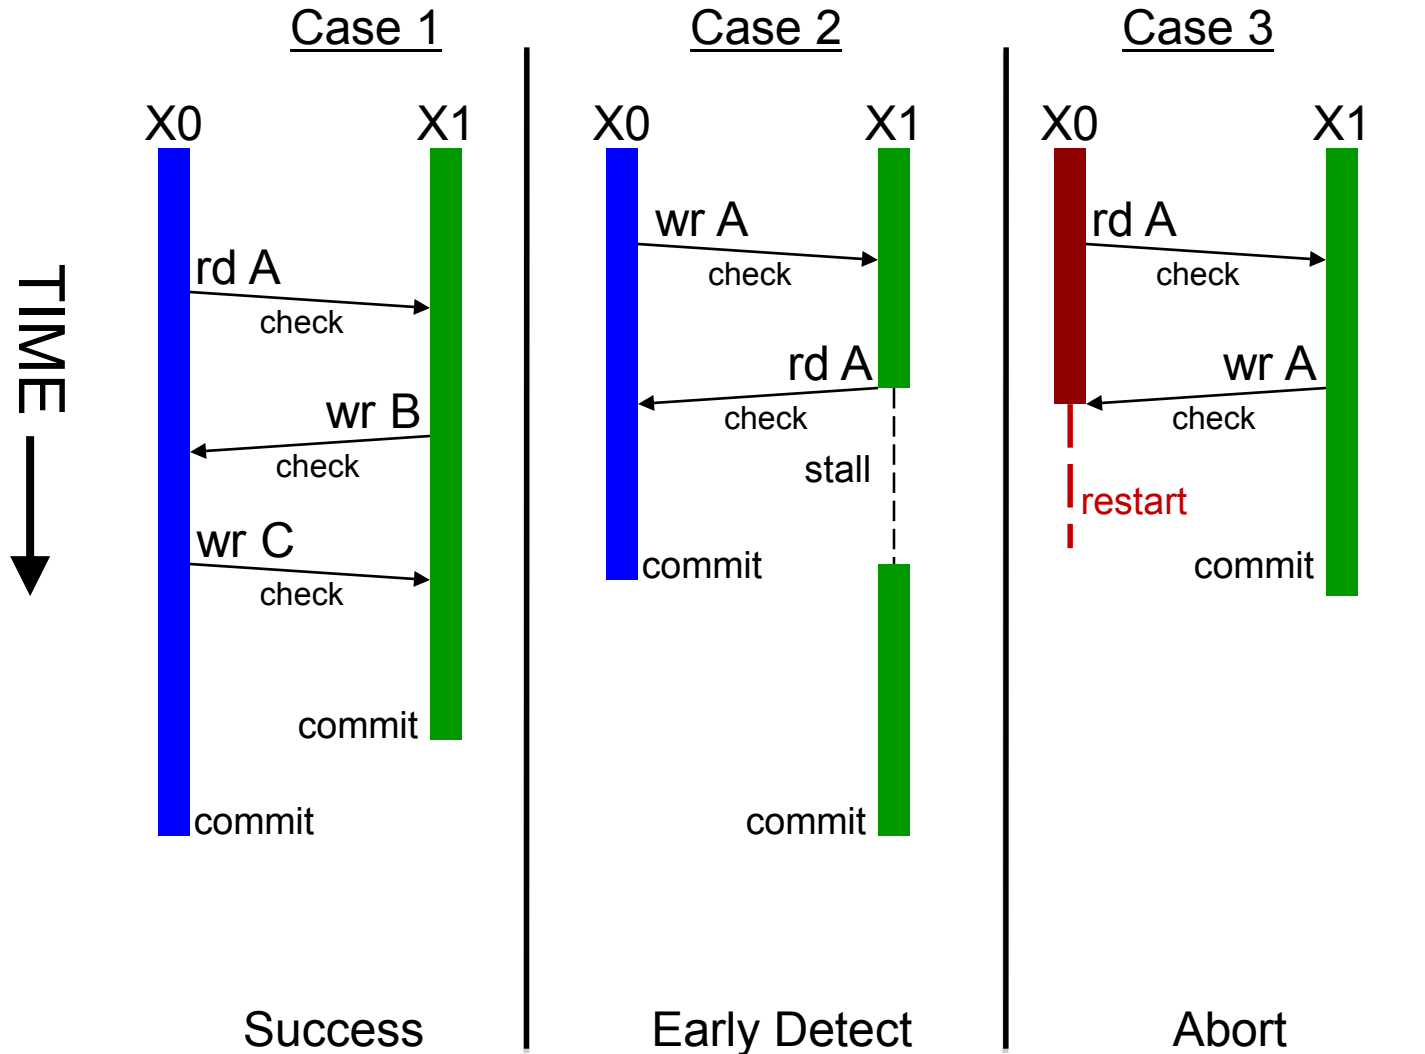 Case 1
Case 2
Case 3
TIME
X0
X1
rd A
check
wr B
check
wr C
check
commit
commit
Success
X0
X1
wr A
check
rd A
check
stall
commit
commit
Early Detect
X0
X1
rd A
check
wr A
check
restart
commit
Abort